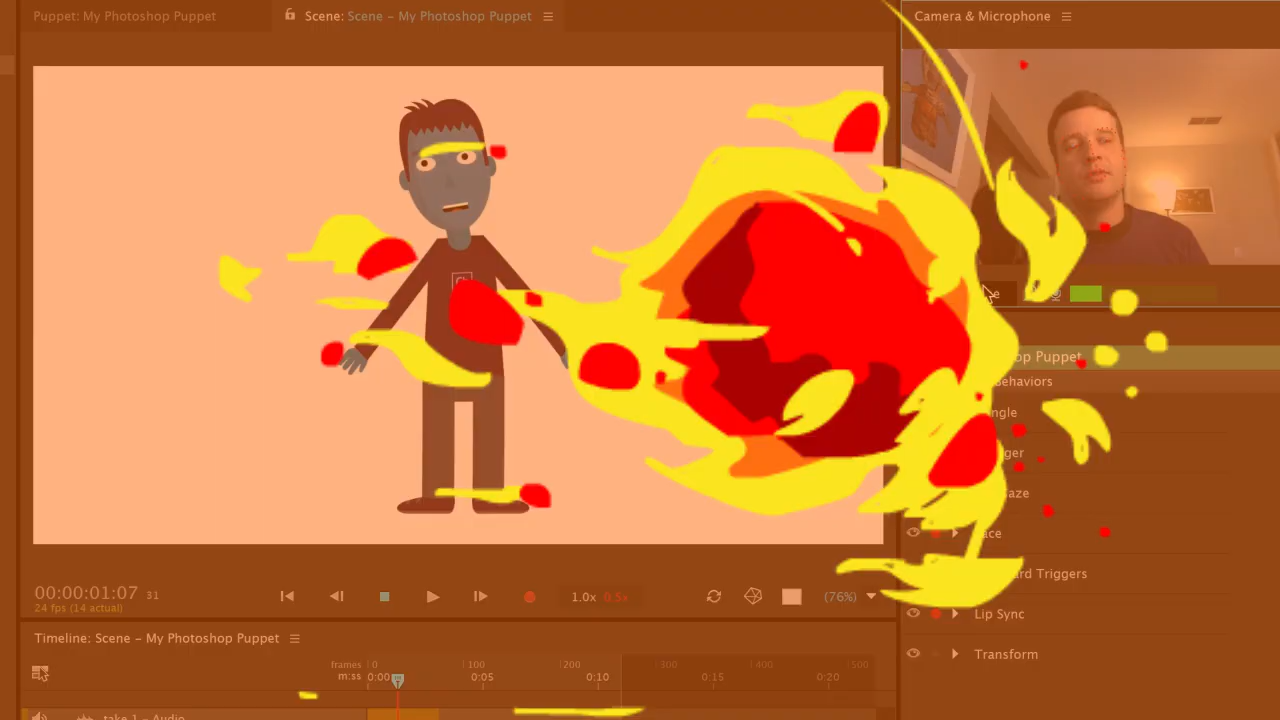 Puppet: My Photoshop Puppet
Scene: Scene – My Photoshop Puppet
Camera & Microphone
Ch
op Puppet
Behaviors
ngle
ger
aze
ace
rd Triggers
Lip Sync
Transform
00:00:01:07 31
24 fps (14 actual)
1.0x 0.5x
(76%)
Timeline: Scene – My Photoshop Puppet
frames 0 100 200 300 400 500
m:ss 0:00 0:05 0:10 0:15 0:20
take 1 – Audio